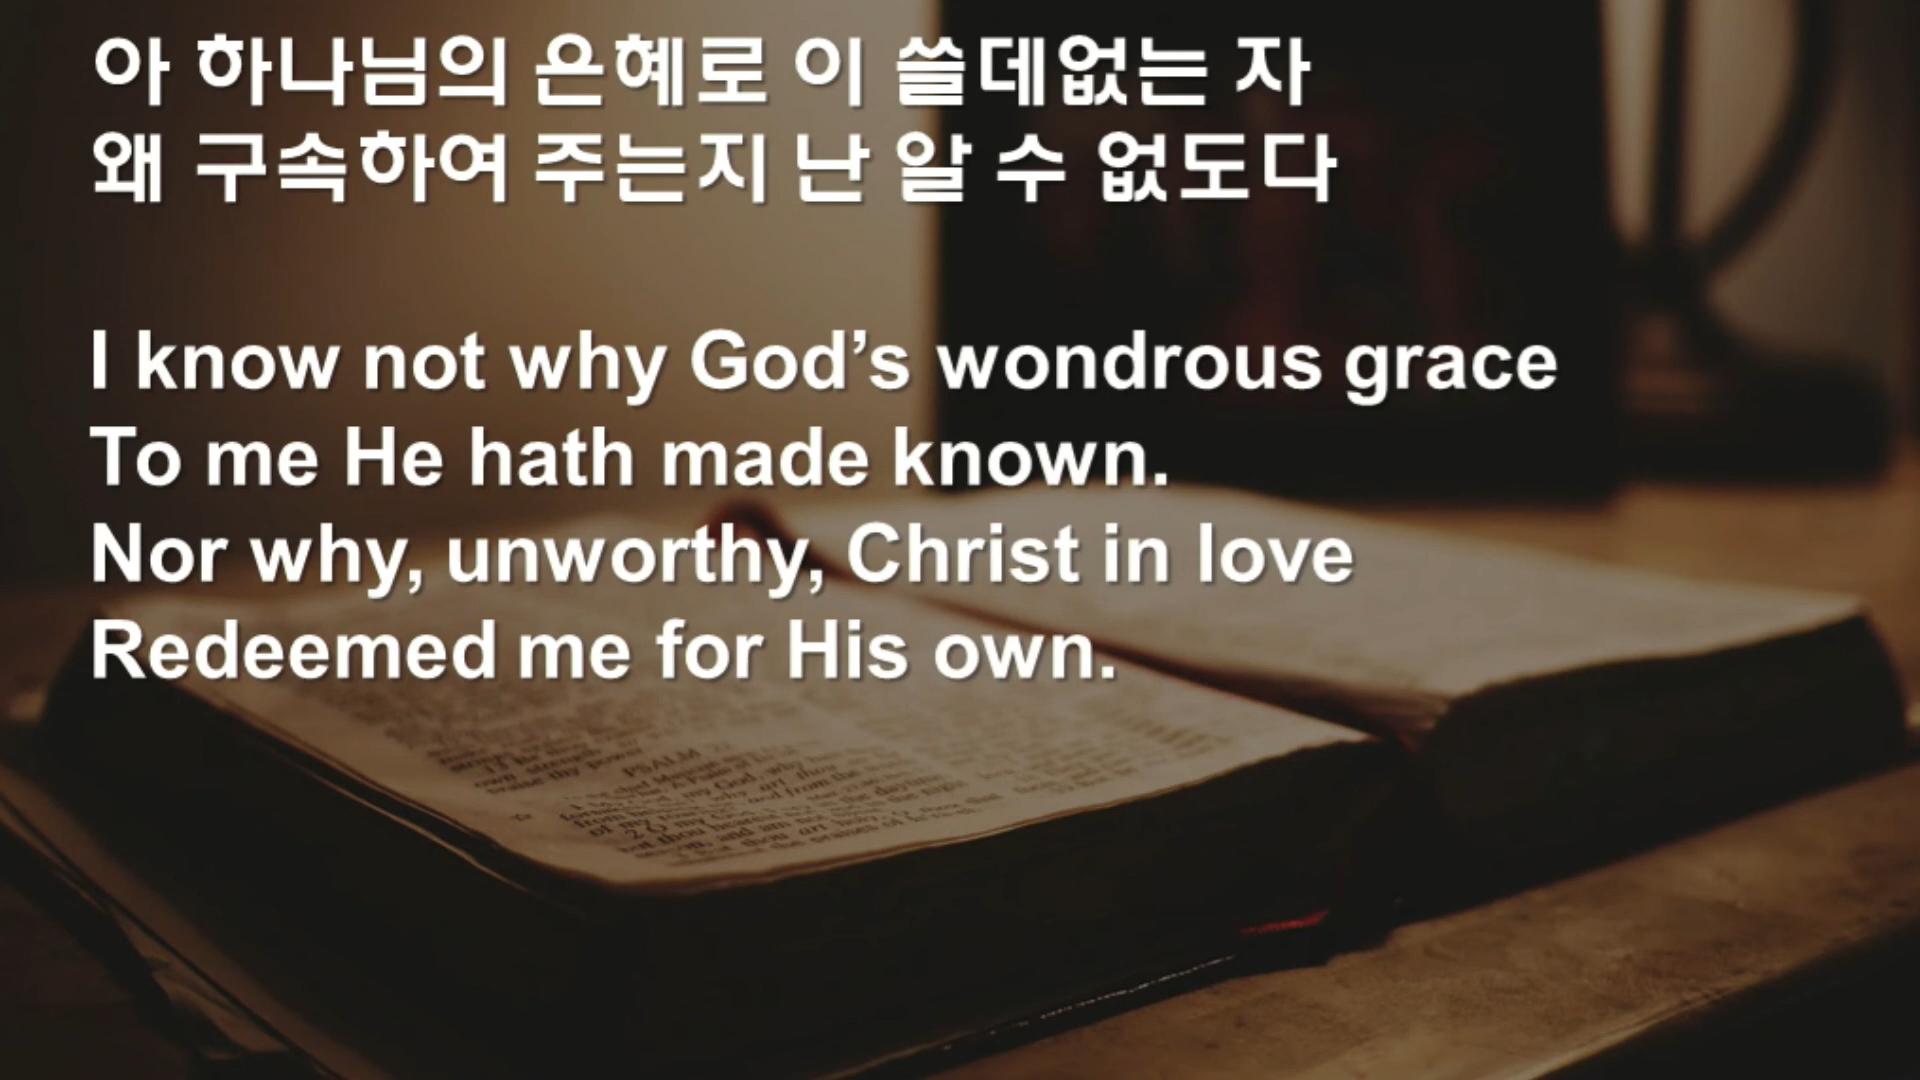 아 하나님의 은혜로 이 쓸데없는 자
왜 구속하여 주는지 난 알 수 없도다
I know not why God’s wondrous grace
To me He hath made known.
Nor why, unworthy, Christ in love
Redeemed me for His own.
PSALM